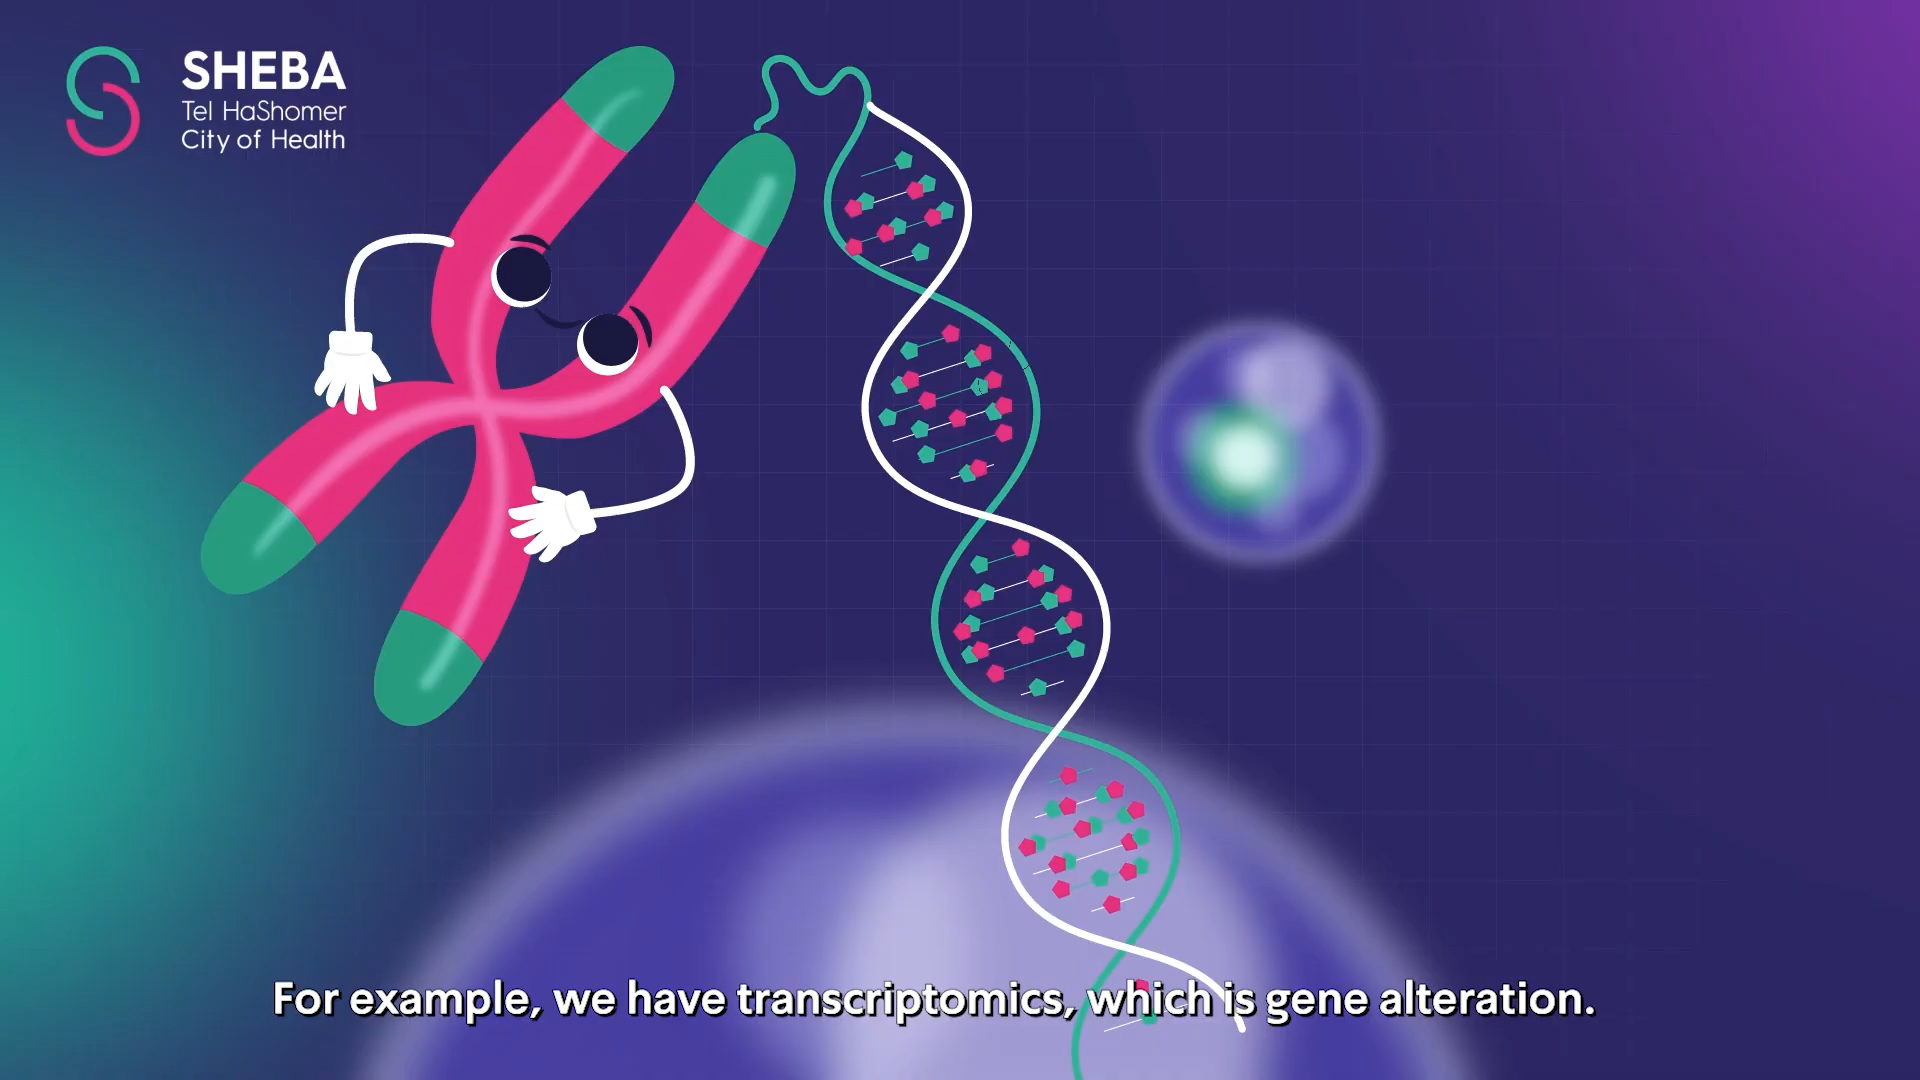 SHEBA
Tel HaShomer
City of Health
For example, we have transcriptomics, which is gene alteration.